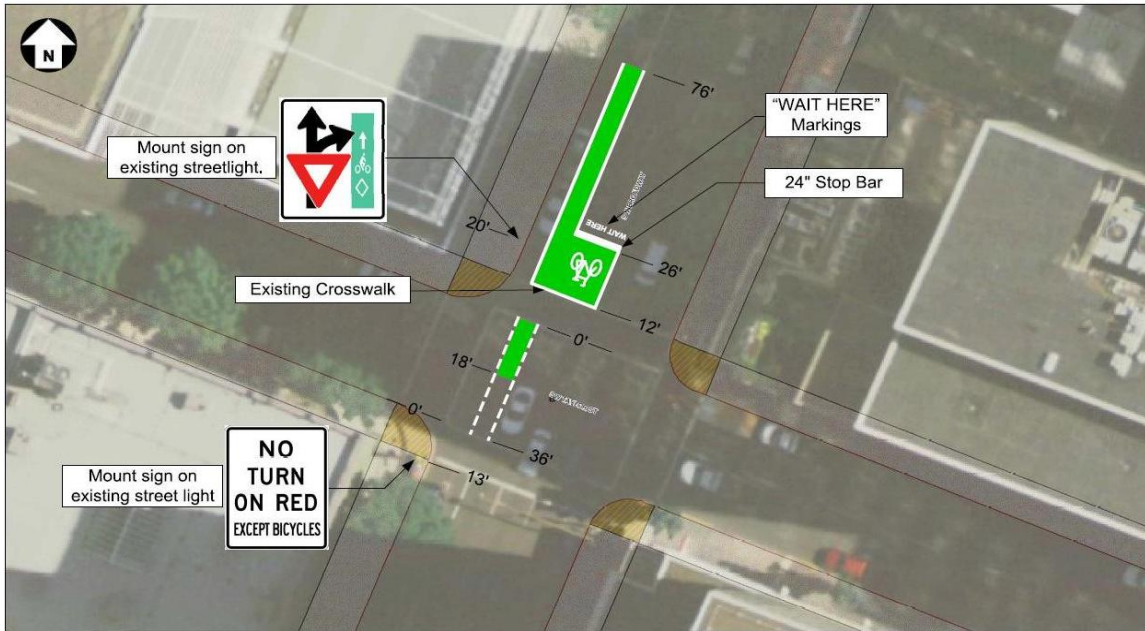 N
76'
"WAIT HERE"
Markings
Mount sign on
existing streetlight.
24" Stop Bar
WAIT HERE
20'
26'
Existing Crosswalk
12'
0'
18'
0'
36'
13'
Mount sign on
existing street light
NO
TURN
ON RED
EXCEPT BICYCLES